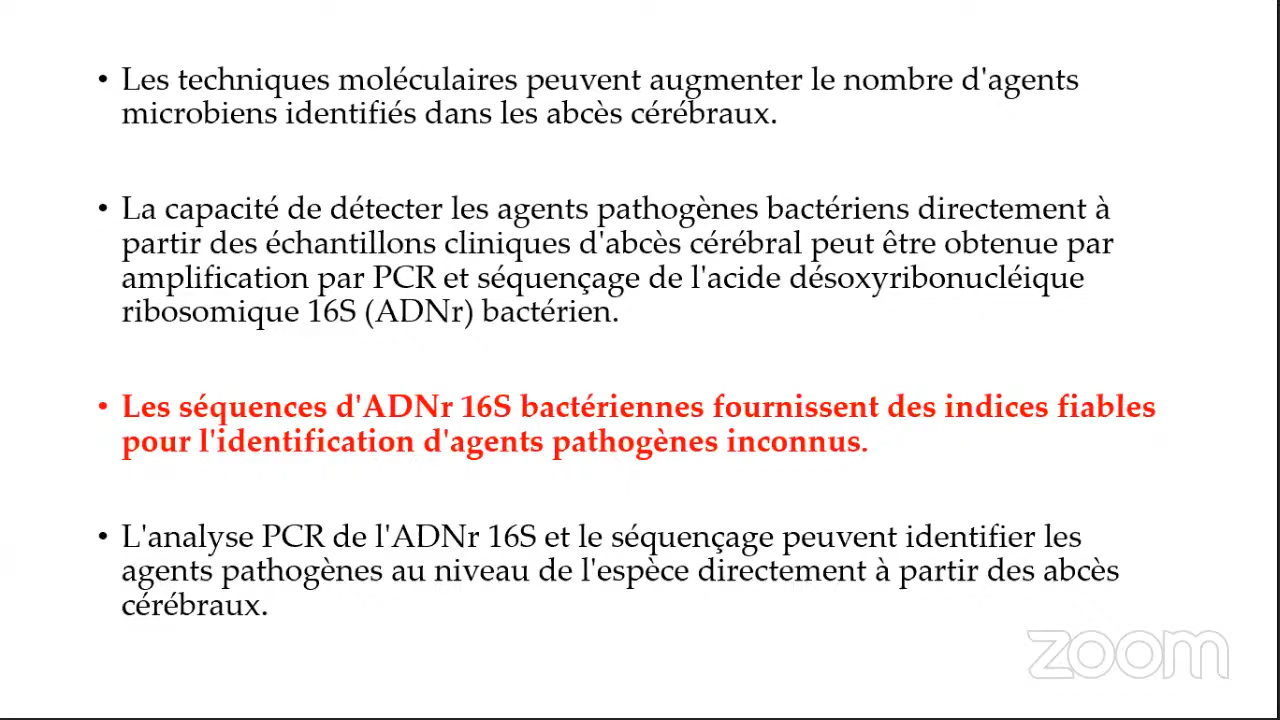 • Les techniques moléculaires peuvent augmenter le nombre d'agents
microbiens identifiés dans les abcès cérébraux.
• La capacité de détecter les agents pathogènes bactériens directement à
partir des échantillons cliniques d'abcès cérébral peut être obtenue par
amplification par PCR et séquençage de l'acide désoxyribonucléique
ribosomique 16S (ADNr) bactérien.
• Les séquences d'ADNr 16S bactériennes fournissent des indices fiables
pour l'identification d'agents pathogènes inconnus.
• L'analyse PCR de l'ADNr 16S et le séquençage peuvent identifier les
agents pathogènes au niveau de l'espèce directement à partir des abcès
cérébraux.
zoom